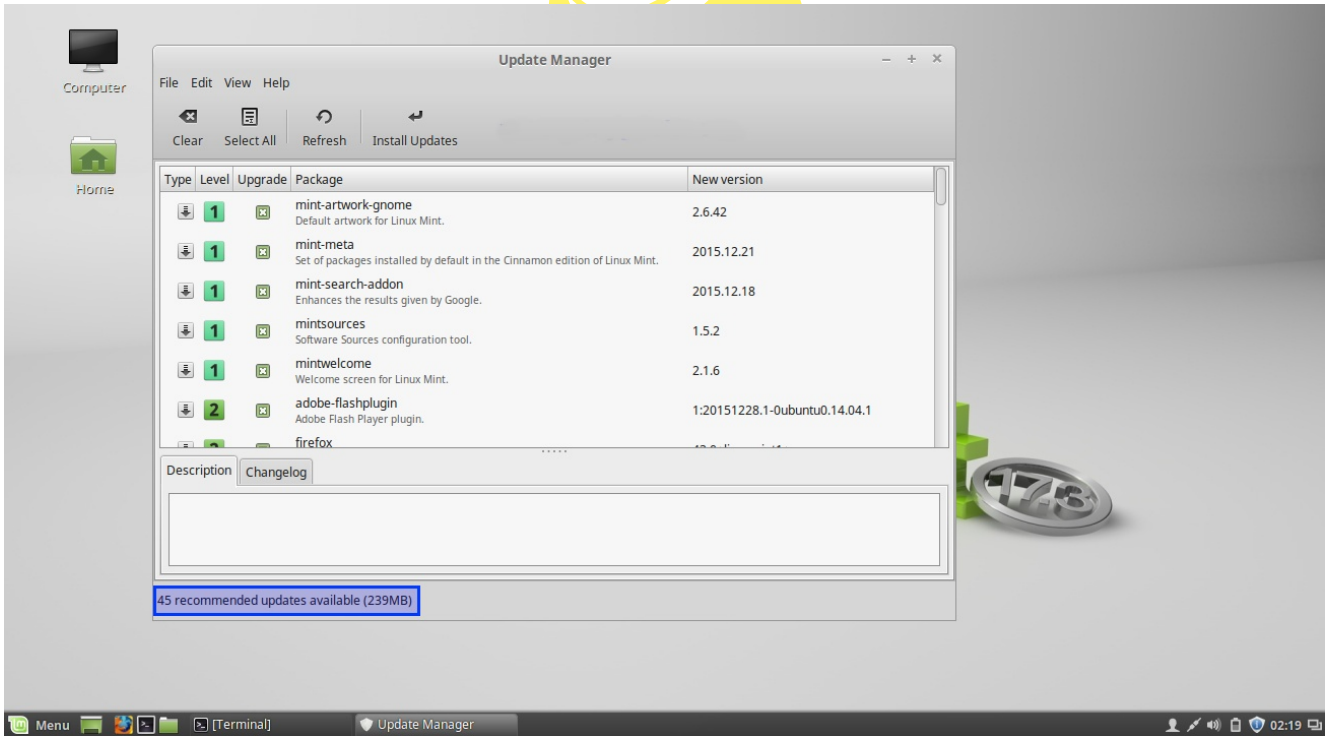 Computer
Home
Update Manager
File Edit View Help
Clear Select All Refresh Install Updates
Type Level Upgrade Package New version
1 mint-artwork-gnome 2.6.42
Default artwork for Linux Mint.
1 mint-meta 2015.12.21
Set of packages installed by default in the Cinnamon edition of Linux Mint.
1 mint-search-addon 2015.12.18
Enhances the results given by Google.
1 mintsources 1.5.2
Software Sources configuration tool.
1 mintwelcome 2.1.6
Welcome screen for Linux Mint.
2 adobe-flashplugin 1:20151228.1-0ubuntu0.14.04.1
Adobe Flash Player plugin.
firefox
Description Changelog
17.3
45 recommended updates available (239MB)
Menu [Terminal] Update Manager 02:19